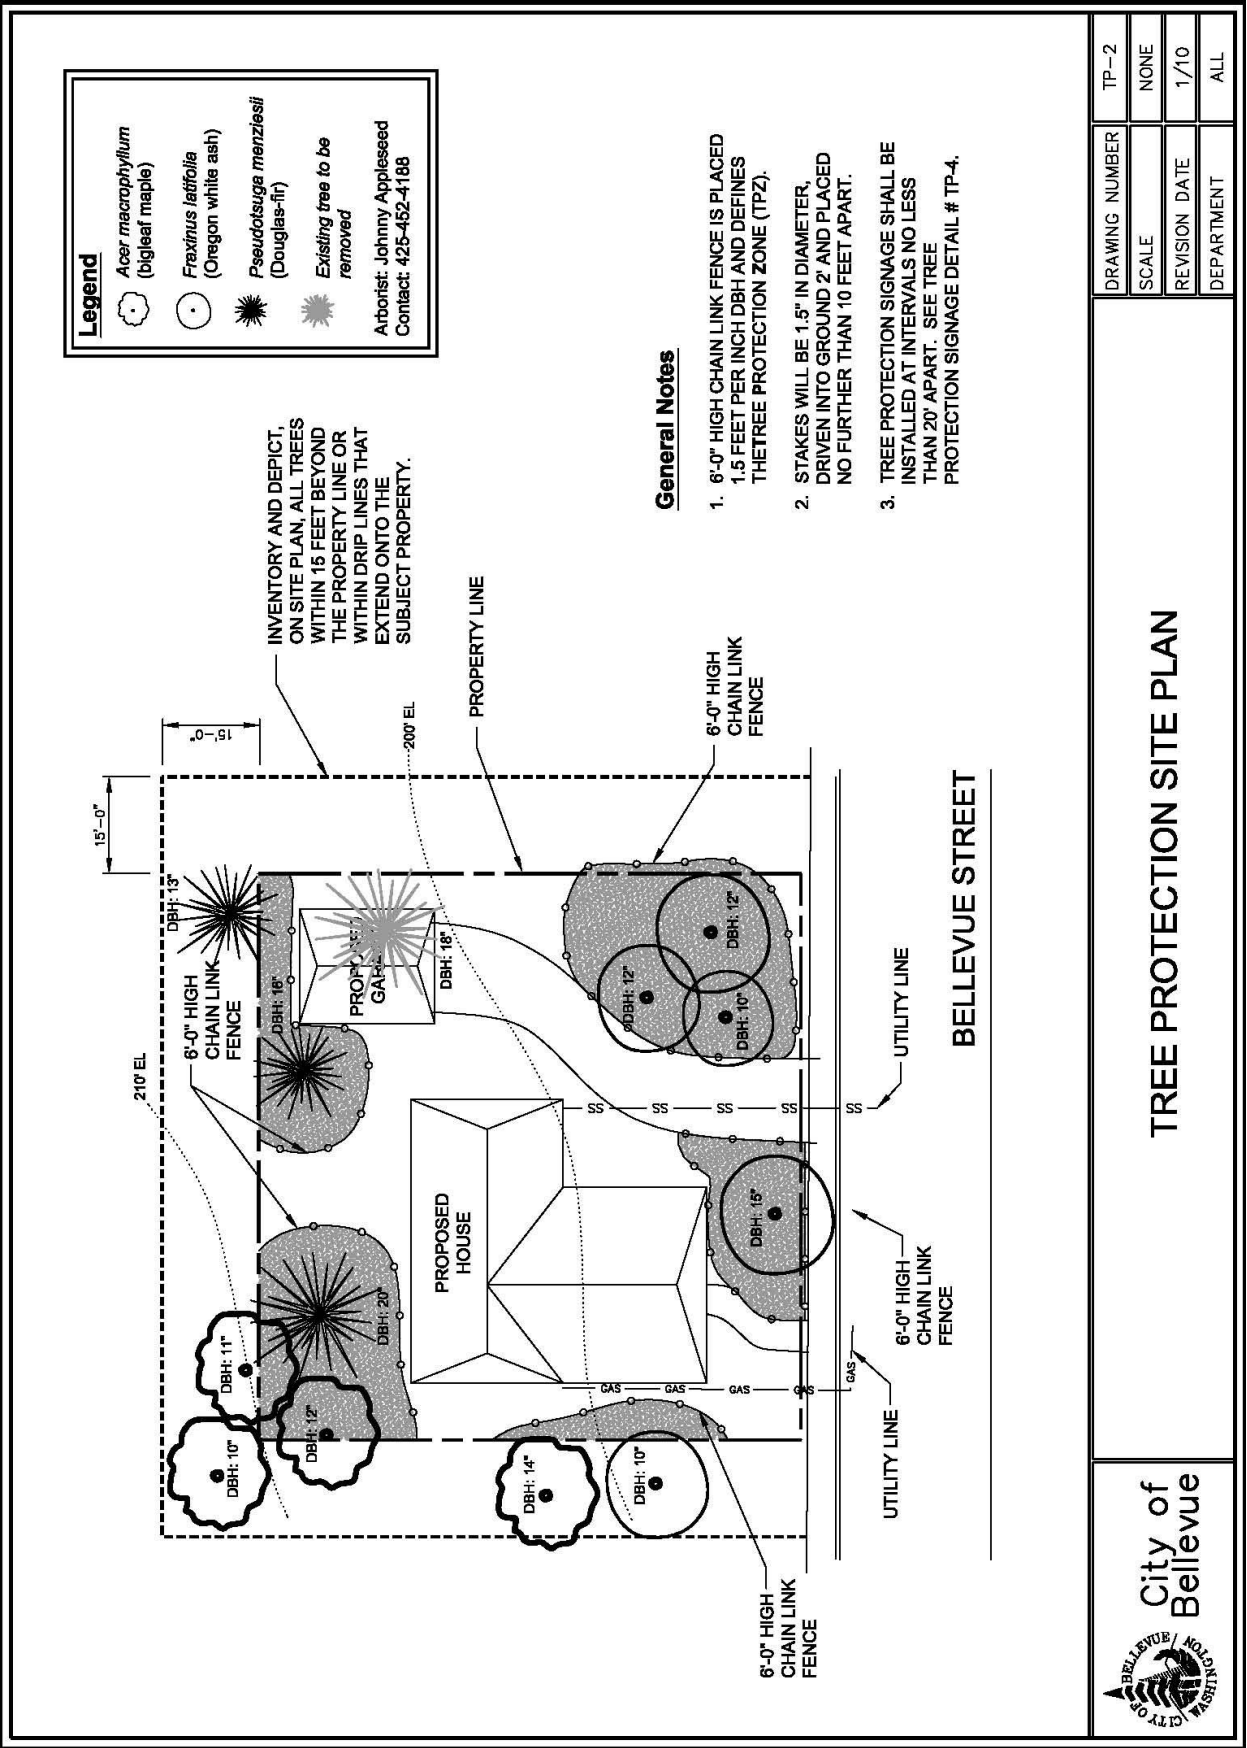 Legend
Acer macrophyllum
(bigleaf maple)
Fraxinus latifolia
(Oregon white ash)
Pseudotsuga menziesii
(Douglas-fir)
Existing tree to be
removed
Arborist: Johnny Appleseed
Contact: 425-452-4188
INVENTORY AND DEPICT,
ON SITE PLAN, ALL TREES
WITHIN 15 FEET BEYOND
THE PROPERTY LINE OR
WITHIN DRIP LINES THAT
EXTEND ONTO THE
SUBJECT PROPERTY.
15'-0"
15'-0"
210' EL
200' EL
PROPERTY LINE
6'-0" HIGH
CHAIN LINK
FENCE
DBH: 13"
DBH: 16"
DBH: 18"
DBH: 11"
DBH: 10"
DBH: 12"
DBH: 20"
PROPOSED
HOUSE
DBH: 14"
DBH: 10"
DBH: 12"
DBH: 12"
DBH: 10"
DBH: 15"
6'-0" HIGH
CHAIN LINK
FENCE
SS
SS
SS
SS
SS
GAS
GAS
GAS
GAS
GAS
UTILITY LINE
UTILITY LINE
6'-0" HIGH
CHAIN LINK
FENCE
6'-0" HIGH
CHAIN LINK
FENCE
BELLEVUE STREET
General Notes
1. 6'-0" HIGH CHAIN LINK FENCE IS PLACED
1.5 FEET PER INCH DBH AND DEFINES
THETREE PROTECTION ZONE (TPZ).
2. STAKES WILL BE 1.5" IN DIAMETER,
DRIVEN INTO GROUND 2' AND PLACED
NO FURTHER THAN 10 FEET APART.
3. TREE PROTECTION SIGNAGE SHALL BE
INSTALLED AT INTERVALS NO LESS
THAN 20' APART. SEE TREE
PROTECTION SIGNAGE DETAIL # TP-4.
CITY OF BELLEVUE
WASHINGTON
City of
Bellevue
TREE PROTECTION SITE PLAN
DRAWING NUMBER TP-2
SCALE NONE
REVISION DATE 1/10
DEPARTMENT ALL